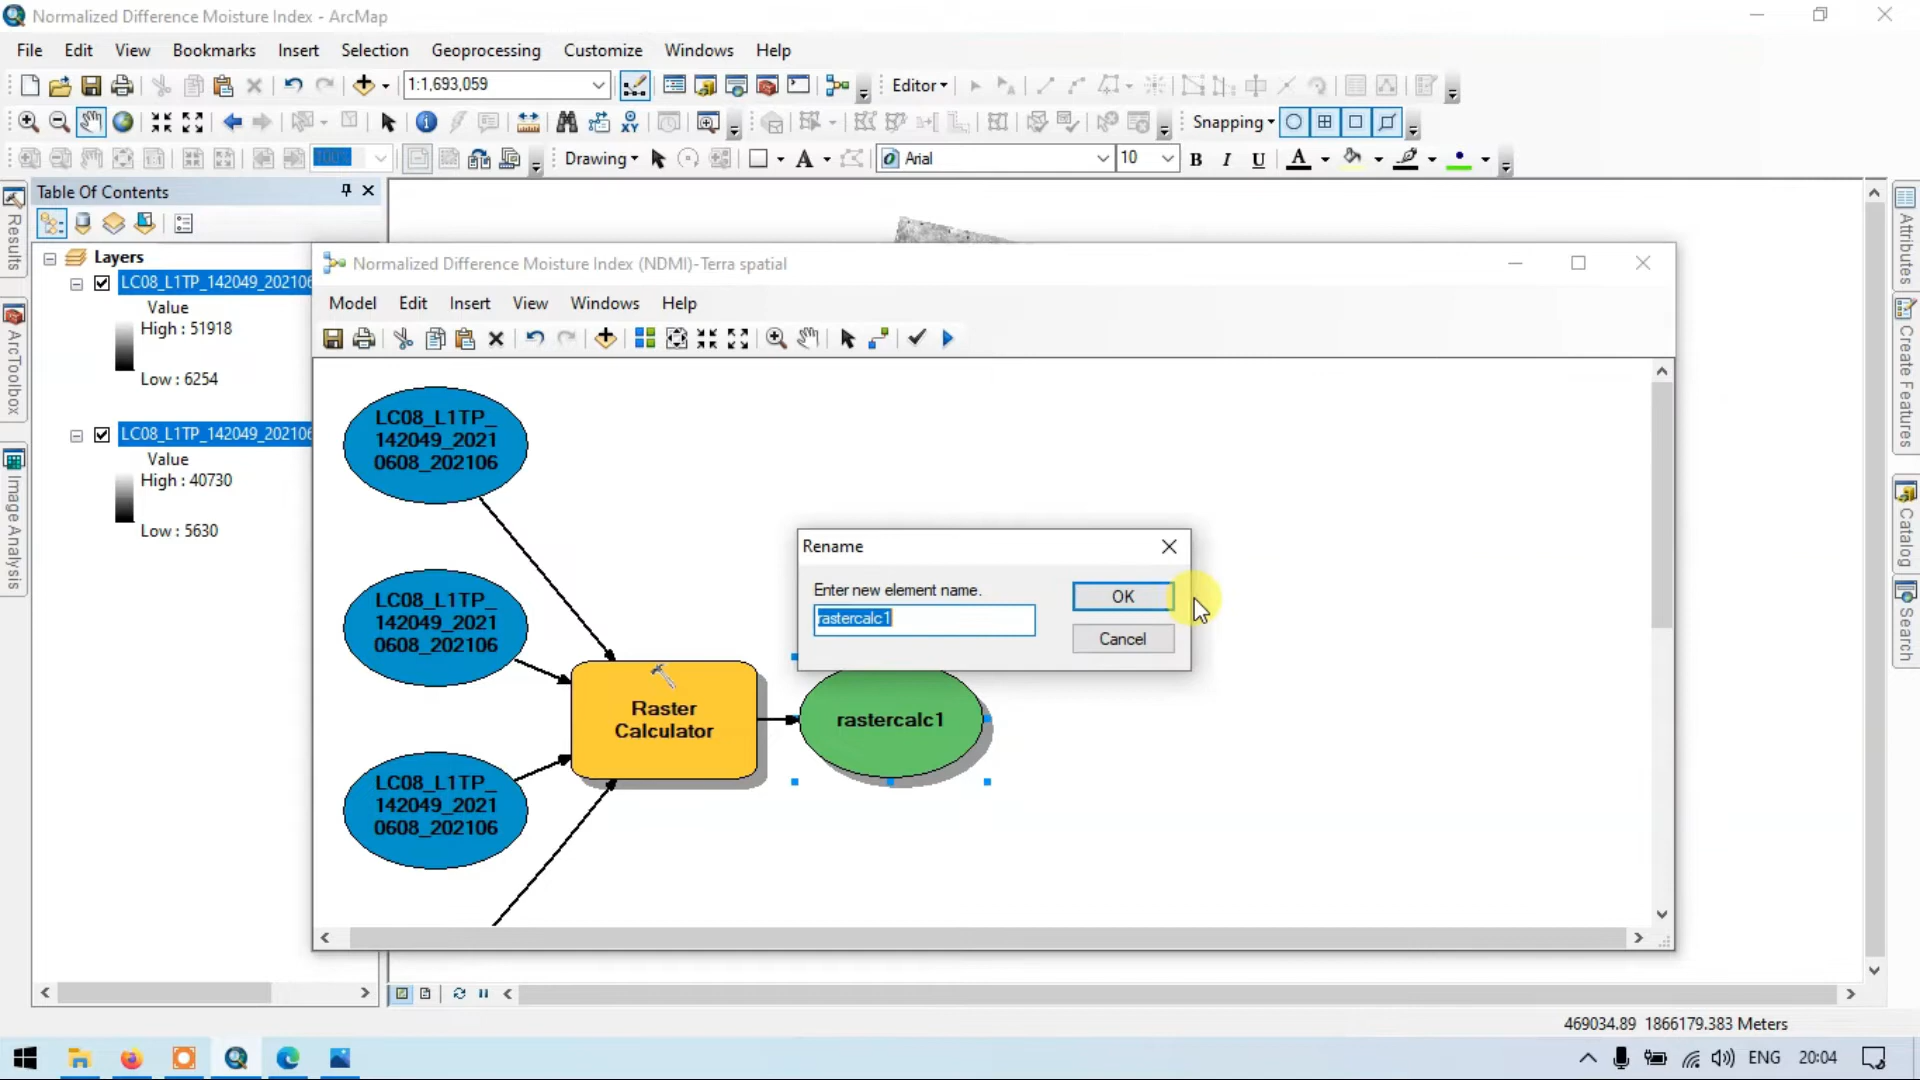 Normalized Difference Moisture Index - ArcMap
File Edit View Bookmarks Insert Selection Geoprocessing Customize Windows Help
1:1,693,059
Editor
Snapping
100%
Drawing
A
Arial
10
B I U A
Table Of Contents
Results
ArcToolbox
Image Analysis
Layers
LC08_L1TP_142049_202106
Value
High : 51918
Low : 6254
LC08_L1TP_142049_202106
Value
High : 40730
Low : 5630
Normalized Difference Moisture Index (NDMI)-Terra spatial
Model Edit Insert View Windows Help
LC08_L1TP_
142049_2021
0608_202106
LC08_L1TP_
142049_2021
0608_202106
LC08_L1TP_
142049_2021
0608_202106
Raster
Calculator
rastercalc1
Rename
Enter new element name.
rastercalc1
OK
Cancel
Attributes
Create Features
Catalog
Search
469034.89 1866179.383 Meters
ENG 20:04